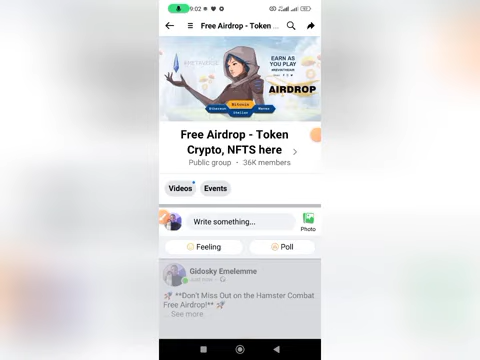 9:02
Free Airdrop - Token ...
EARN AS
YOU PLAY
AIRDROP
Ethereum
Bitcoin
Free Airdrop - Token
Crypto, NFTS here
Public group - 36K members
Videos
Events
Write something...
Photo
Feeling
Poll
Gidosky Emelemme
Just now
🚀 **Don't Miss Out on the Hamster Combat
Free Airdrop!** 🚀
... See more